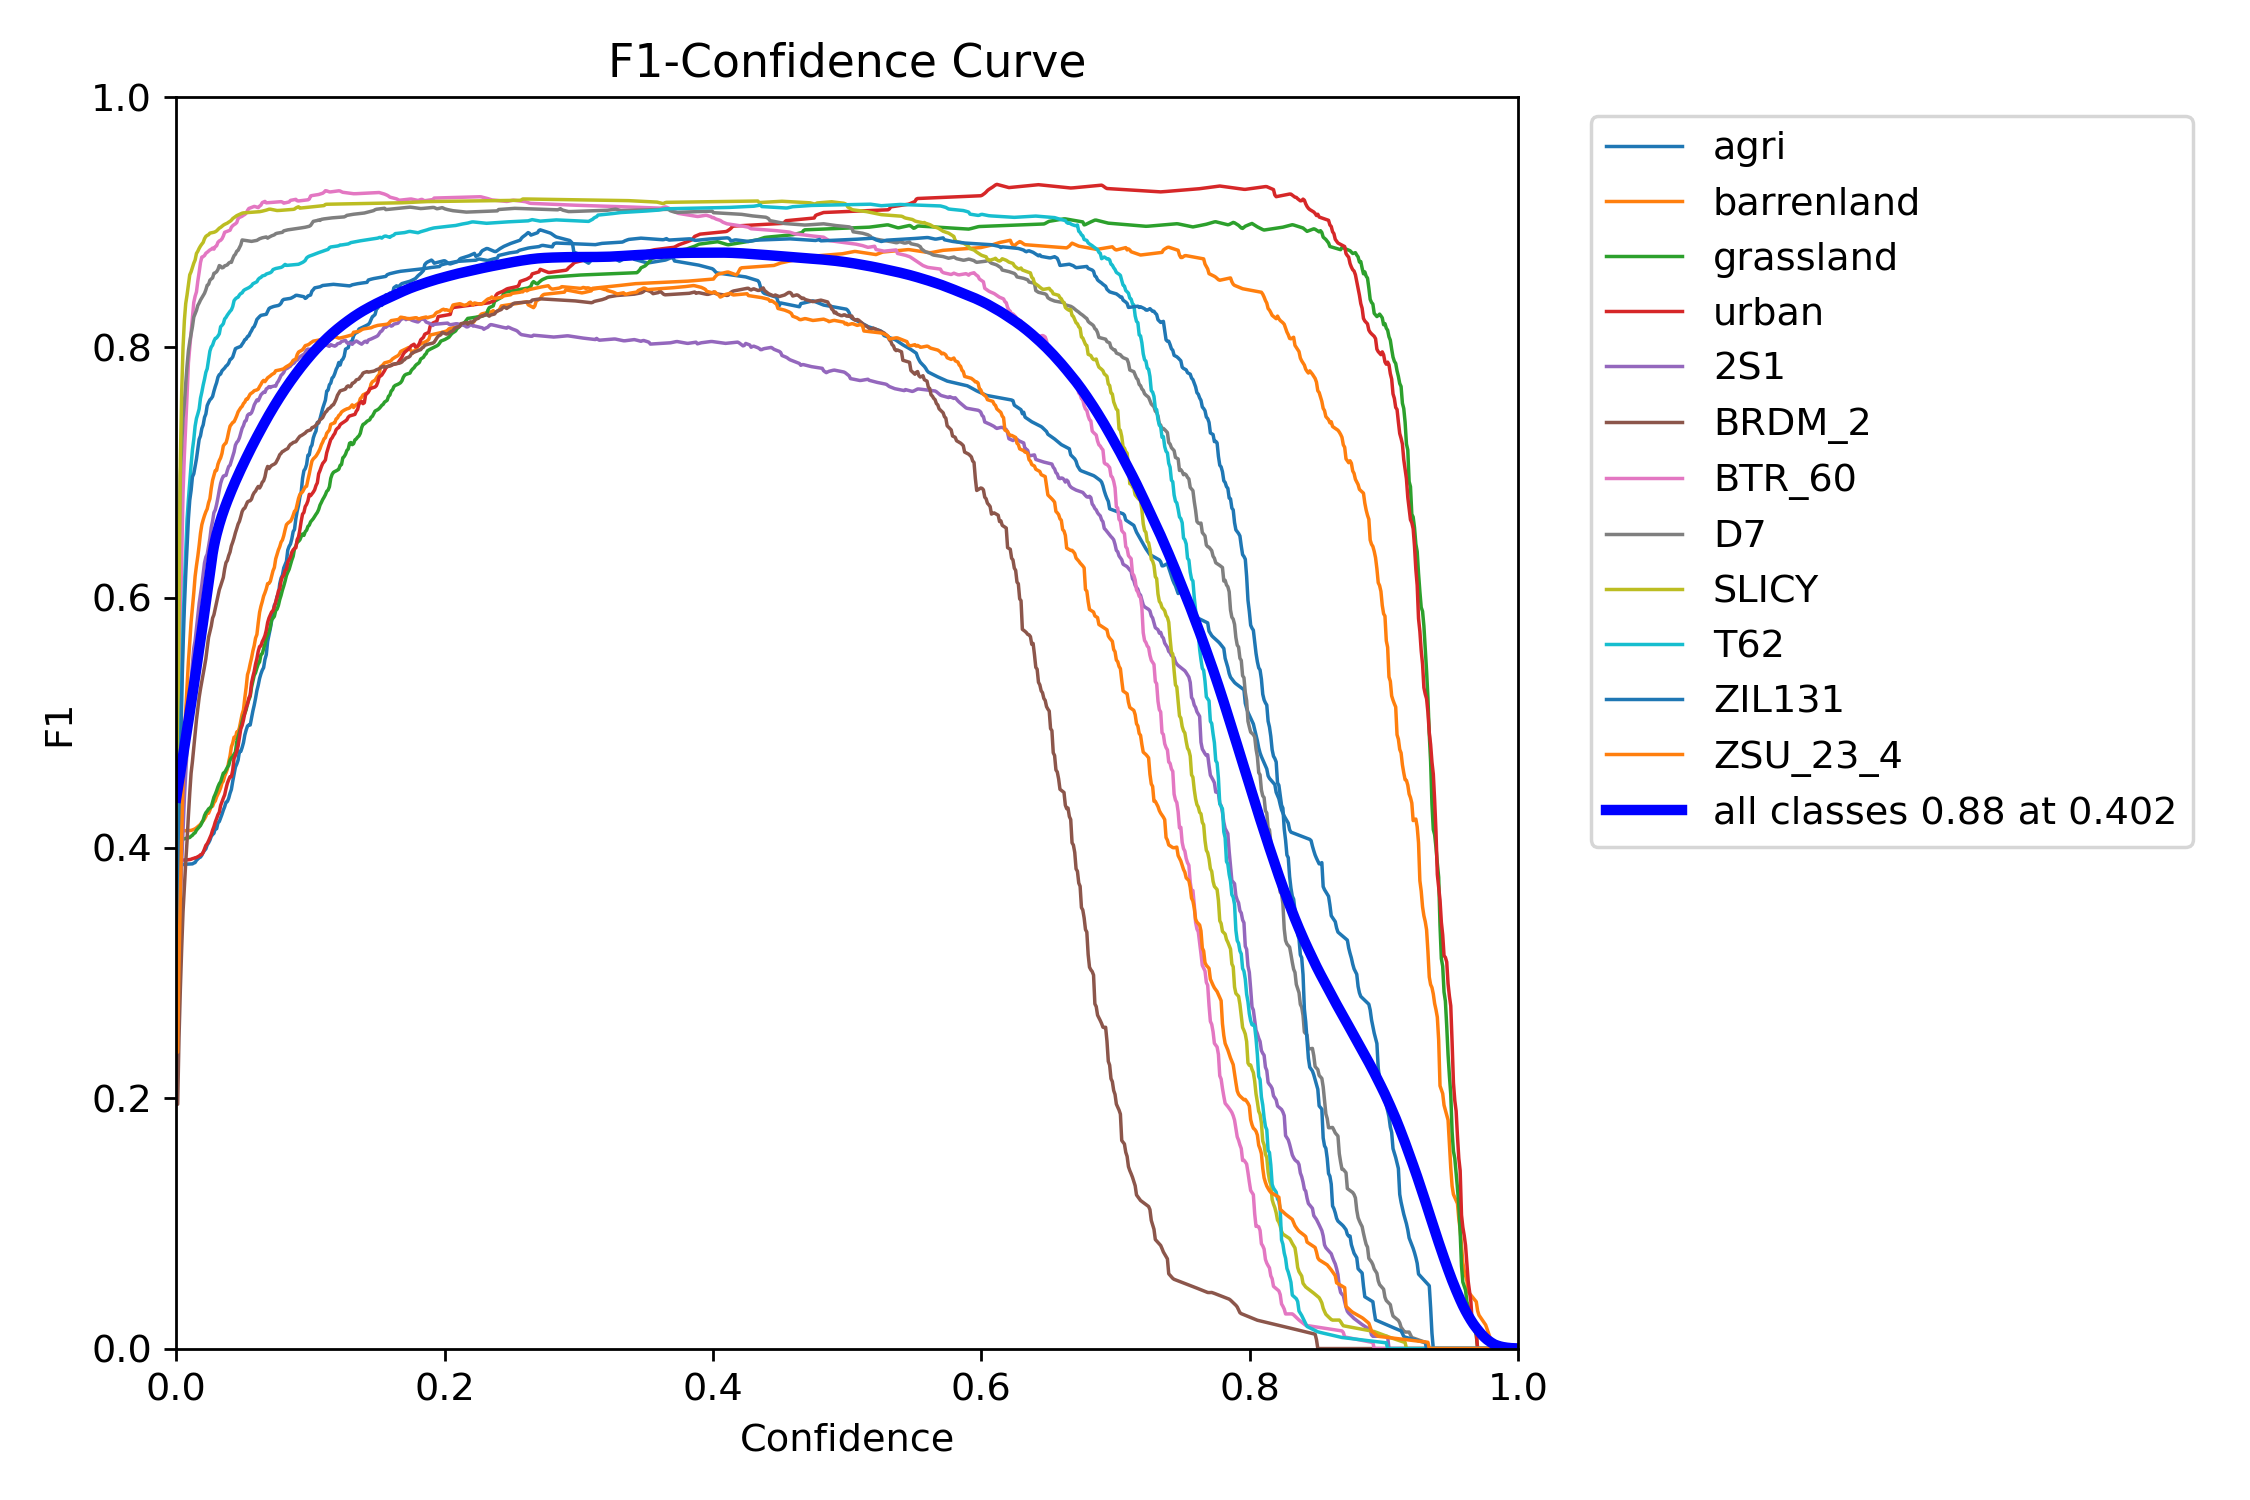 F1-Confidence Curve
1.0
0.8
0.6
0.4
0.2
0.0
F1
0.0 0.2 0.4 0.6 0.8 1.0
Confidence
agri
barrenland
grassland
urban
2S1
BRDM_2
BTR_60
D7
SLICY
T62
ZIL131
ZSU_23_4
all classes 0.88 at 0.402